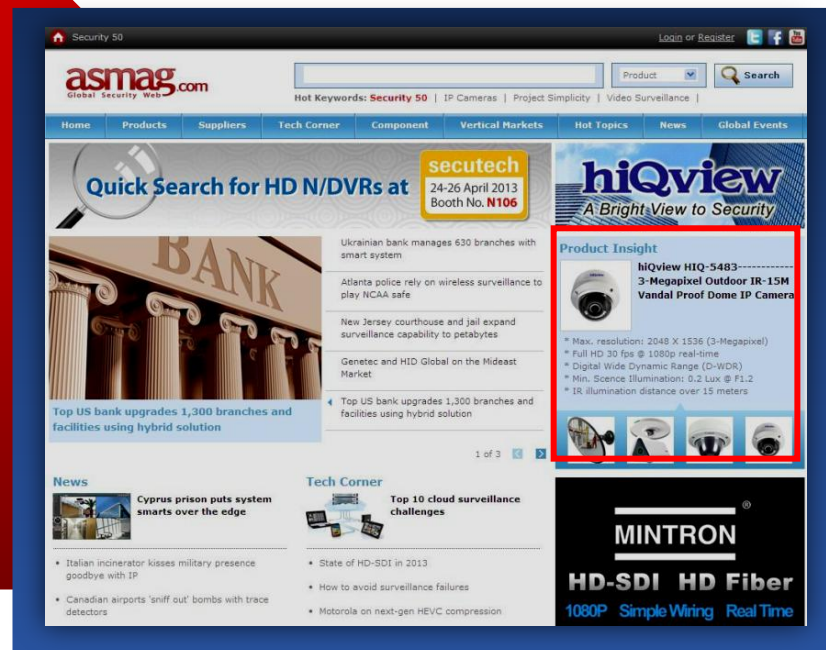 Security 50
Login or Register
asmag.com
Global Security Web
Product
Search
Hot Keywords: Security 50 | IP Cameras | Project Simplicity | Video Surveillance |
Home Products Suppliers Tech Corner Component Vertical Markets Hot Topics News Global Events
Quick Search for HD N/DVRs at
secutech
24-26 April 2013
Booth No. N106
hiQview
A Bright View to Security
BANK
Top US bank upgrades 1,300 branches and
facilities using hybrid solution
Ukrainian bank manages 630 branches with
smart system
Atlanta police rely on wireless surveillance to
play NCAA safe
New Jersey courthouse and jail expand
surveillance capability to petabytes
Genetec and HID Global on the Mideast
Market
Top US bank upgrades 1,300 branches and
facilities using hybrid solution
1 of 3
Product Insight
hiQview HIQ-5483------------
3-Megapixel Outdoor IR-15M
Vandal Proof Dome IP Camera
* Max. resolution: 2048 X 1536 (3-Megapixel)
* Full HD 30 fps @ 1080p real-time
* Digital Wide Dynamic Range (D-WDR)
* Min. Scence Illumination: 0.2 Lux @ F1.2
* IR illumination distance over 15 meters
News
Cyprus prison puts system
smarts over the edge
• Italian incinerator kisses military presence
goodbye with IP
• Canadian airports 'sniff out' bombs with trace
detectors
Tech Corner
Top 10 cloud surveillance
challenges
• State of HD-SDI in 2013
• How to avoid surveillance failures
• Motorola on next-gen HEVC compression
MINTRON ®
HD-SDI HD Fiber
1080P Simple Wiring Real Time